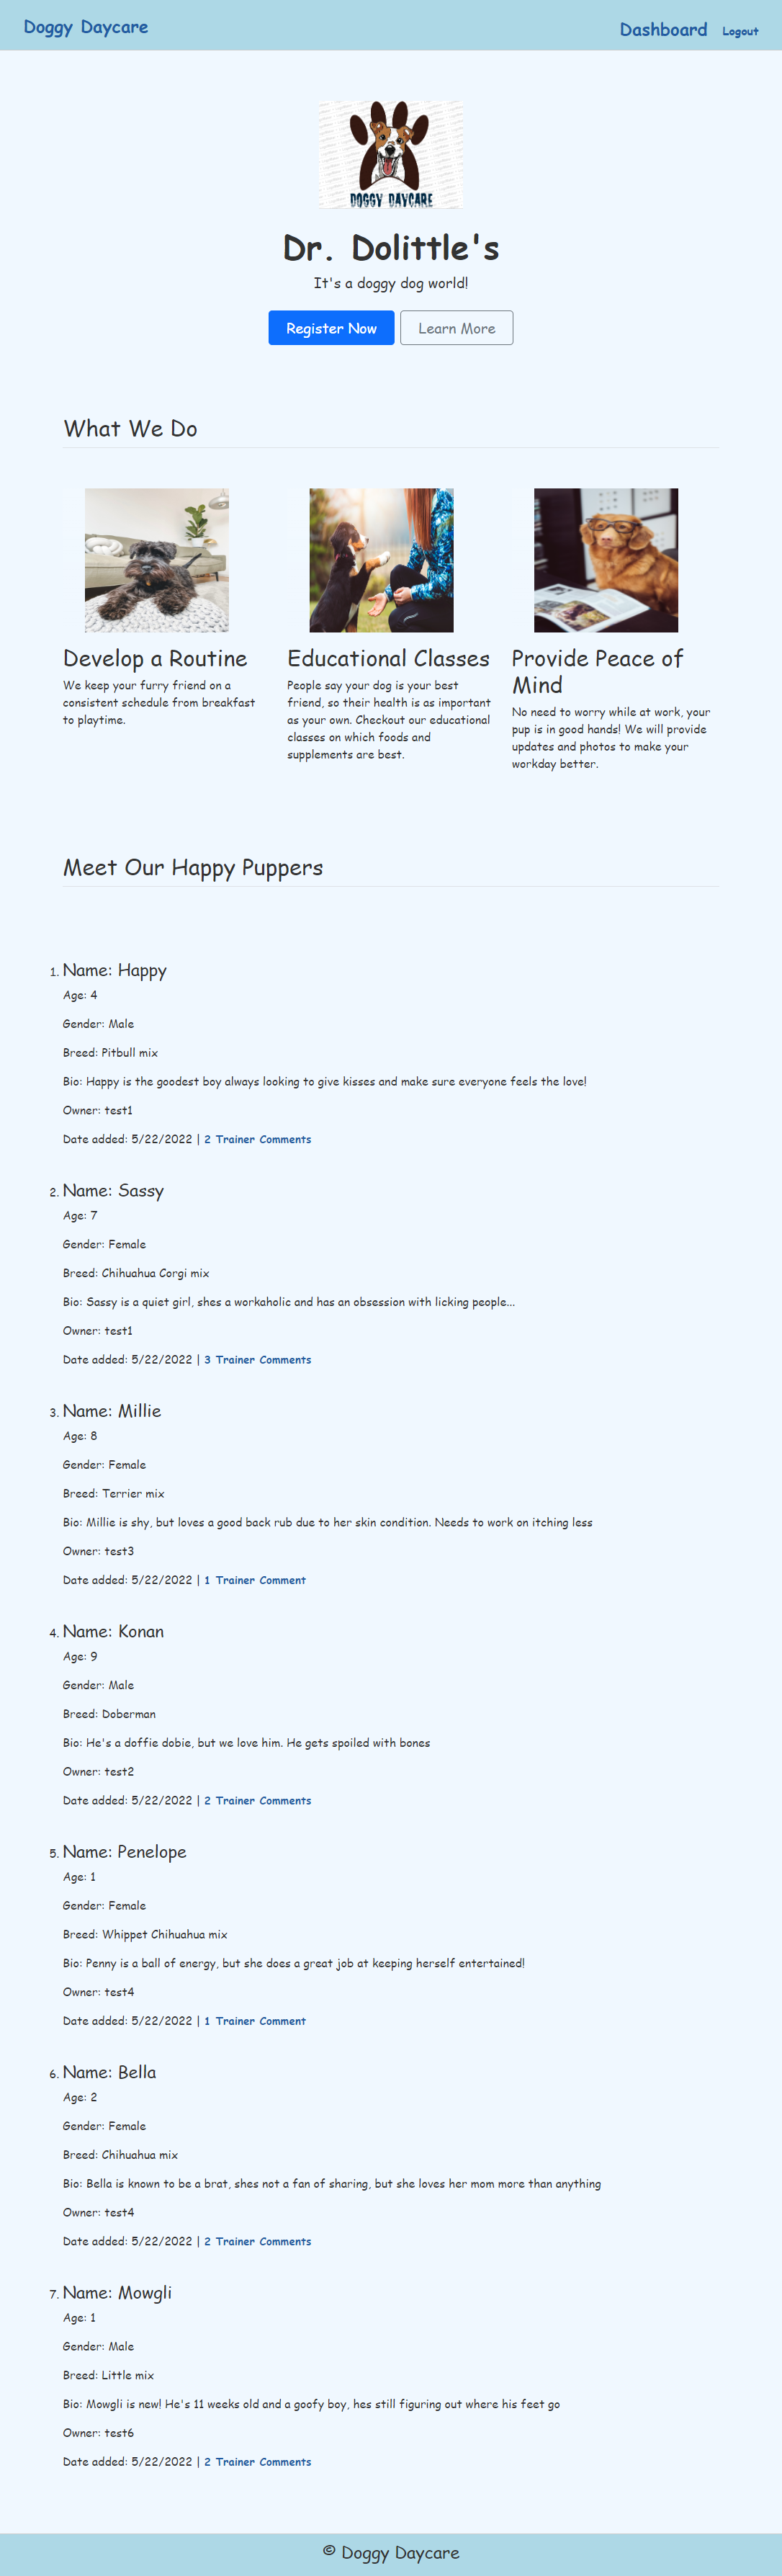 Doggy Daycare
Dashboard Logout
DOGGY DAYCARE
Dr. Dolittle's
It's a doggy dog world!
Register Now
Learn More
What We Do
Develop a Routine
We keep your furry friend on a
consistent schedule from breakfast
to playtime.
Educational Classes
People say your dog is your best
friend, so their health is as important
as your own. Checkout our educational
classes on which foods and
supplements are best.
Provide Peace of
Mind
No need to worry while at work, your
pup is in good hands! We will provide
updates and photos to make your
workday better.
Meet Our Happy Puppers
1. Name: Happy
Age: 4
Gender: Male
Breed: Pitbull mix
Bio: Happy is the goodest boy always looking to give kisses and make sure everyone feels the love!
Owner: test1
Date added: 5/22/2022 | 2 Trainer Comments
2. Name: Sassy
Age: 7
Gender: Female
Breed: Chihuahua Corgi mix
Bio: Sassy is a quiet girl, shes a workaholic and has an obsession with licking people...
Owner: test1
Date added: 5/22/2022 | 3 Trainer Comments
3. Name: Millie
Age: 8
Gender: Female
Breed: Terrier mix
Bio: Millie is shy, but loves a good back rub due to her skin condition. Needs to work on itching less
Owner: test3
Date added: 5/22/2022 | 1 Trainer Comment
4. Name: Konan
Age: 9
Gender: Male
Breed: Doberman
Bio: He's a doffie dobie, but we love him. He gets spoiled with bones
Owner: test2
Date added: 5/22/2022 | 2 Trainer Comments
5. Name: Penelope
Age: 1
Gender: Female
Breed: Whippet Chihuahua mix
Bio: Penny is a ball of energy, but she does a great job at keeping herself entertained!
Owner: test4
Date added: 5/22/2022 | 1 Trainer Comment
6. Name: Bella
Age: 2
Gender: Female
Breed: Chihuahua mix
Bio: Bella is known to be a brat, shes not a fan of sharing, but she loves her mom more than anything
Owner: test4
Date added: 5/22/2022 | 2 Trainer Comments
7. Name: Mowgli
Age: 1
Gender: Male
Breed: Little mix
Bio: Mowgli is new! He's 11 weeks old and a goofy boy, hes still figuring out where his feet go
Owner: test6
Date added: 5/22/2022 | 2 Trainer Comments
© Doggy Daycare